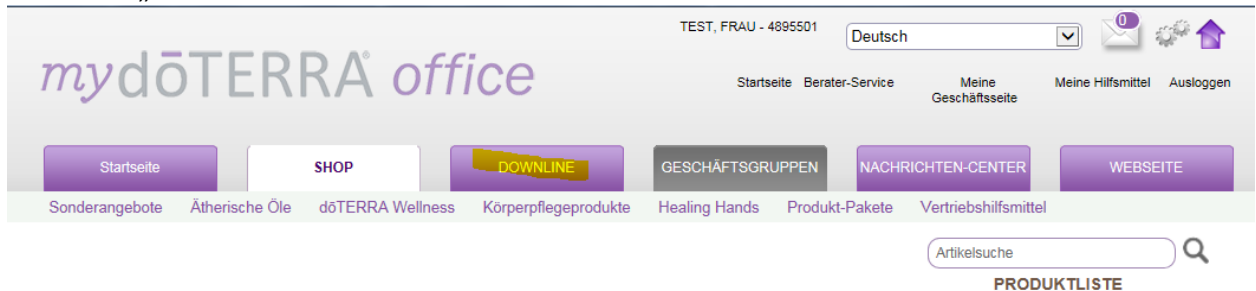 TEST, FRAU - 4895501
Deutsch
0
mydōTERRA® office
Startseite Berater-Service Meine Geschäftsseite Meine Hilfsmittel Ausloggen
Startseite SHOP DOWNLINE GESCHÄFTSGRUPPEN NACHRICHTEN-CENTER WEBSEITE
Sonderangebote Ätherische Öle dōTERRA Wellness Körperpflegeprodukte Healing Hands Produkt-Pakete Vertriebshilfsmittel
Artikelsuche
PRODUKTLISTE